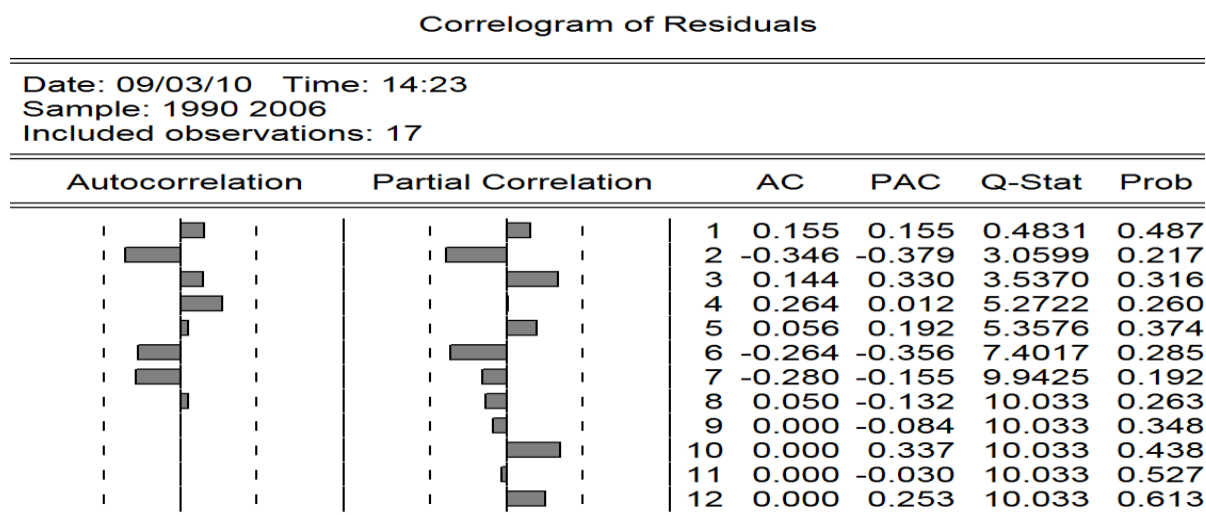 Correlogram of Residuals
Date: 09/03/10 Time: 14:23
Sample: 1990 2006
Included observations: 17
Autocorrelation Partial Correlation AC PAC Q-Stat Prob
1 0.155 0.155 0.4831 0.487
2 -0.346 -0.379 3.0599 0.217
3 0.144 0.330 3.5370 0.316
4 0.264 0.012 5.2722 0.260
5 0.056 0.192 5.3576 0.374
6 -0.264 -0.356 7.4017 0.285
7 -0.280 -0.155 9.9425 0.192
8 0.050 -0.132 10.033 0.263
9 0.000 -0.084 10.033 0.348
10 0.000 0.337 10.033 0.438
11 0.000 -0.030 10.033 0.527
12 0.000 0.253 10.033 0.613